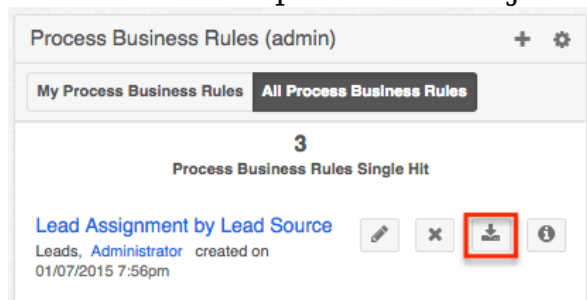 Process Business Rules (admin)
My Process Business Rules All Process Business Rules
3
Process Business Rules Single Hit
Lead Assignment by Lead Source
Leads, Administrator created on
01/07/2015 7:56pm